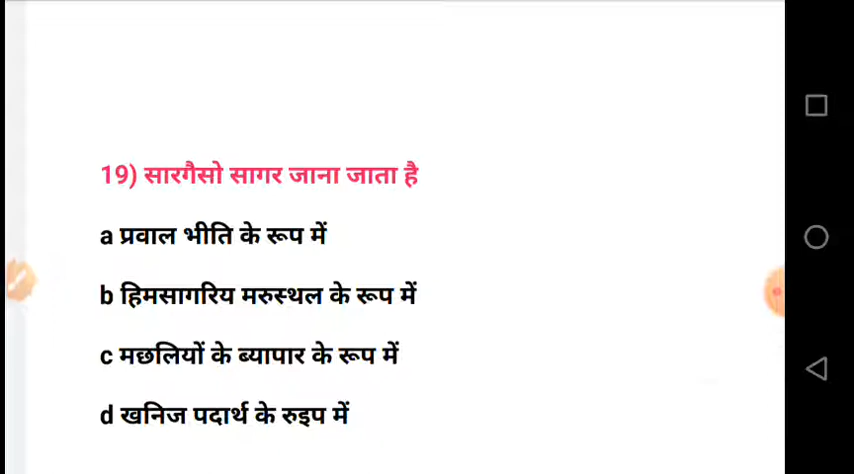 19) सारगैसो सागर जाना जाता है
a प्रवाल भीति के रूप में
b हिमसागरिय मरुस्थल के रूप में
c मछलियों के ब्यापार के रूप में
d खनिज पदार्थ के रुइप में